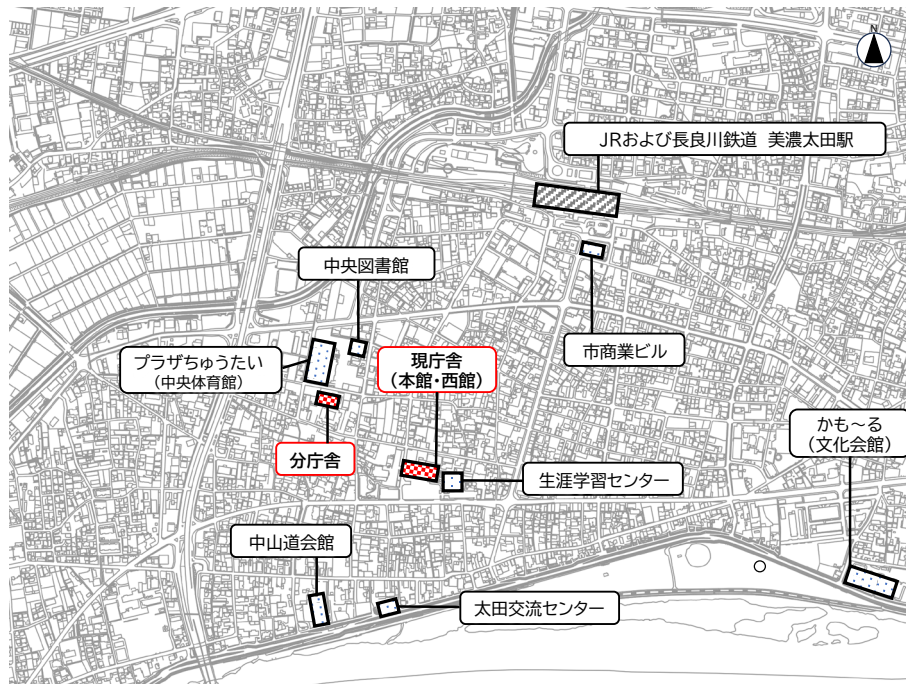 N
JRおよび長良川鉄道 美濃太田駅
中央図書館
市商業ビル
プラザちゅうたい
（中央体育館）
現庁舎
（本館・西館）
かも～る
（文化会館）
分庁舎
生涯学習センター
中山道会館
太田交流センター